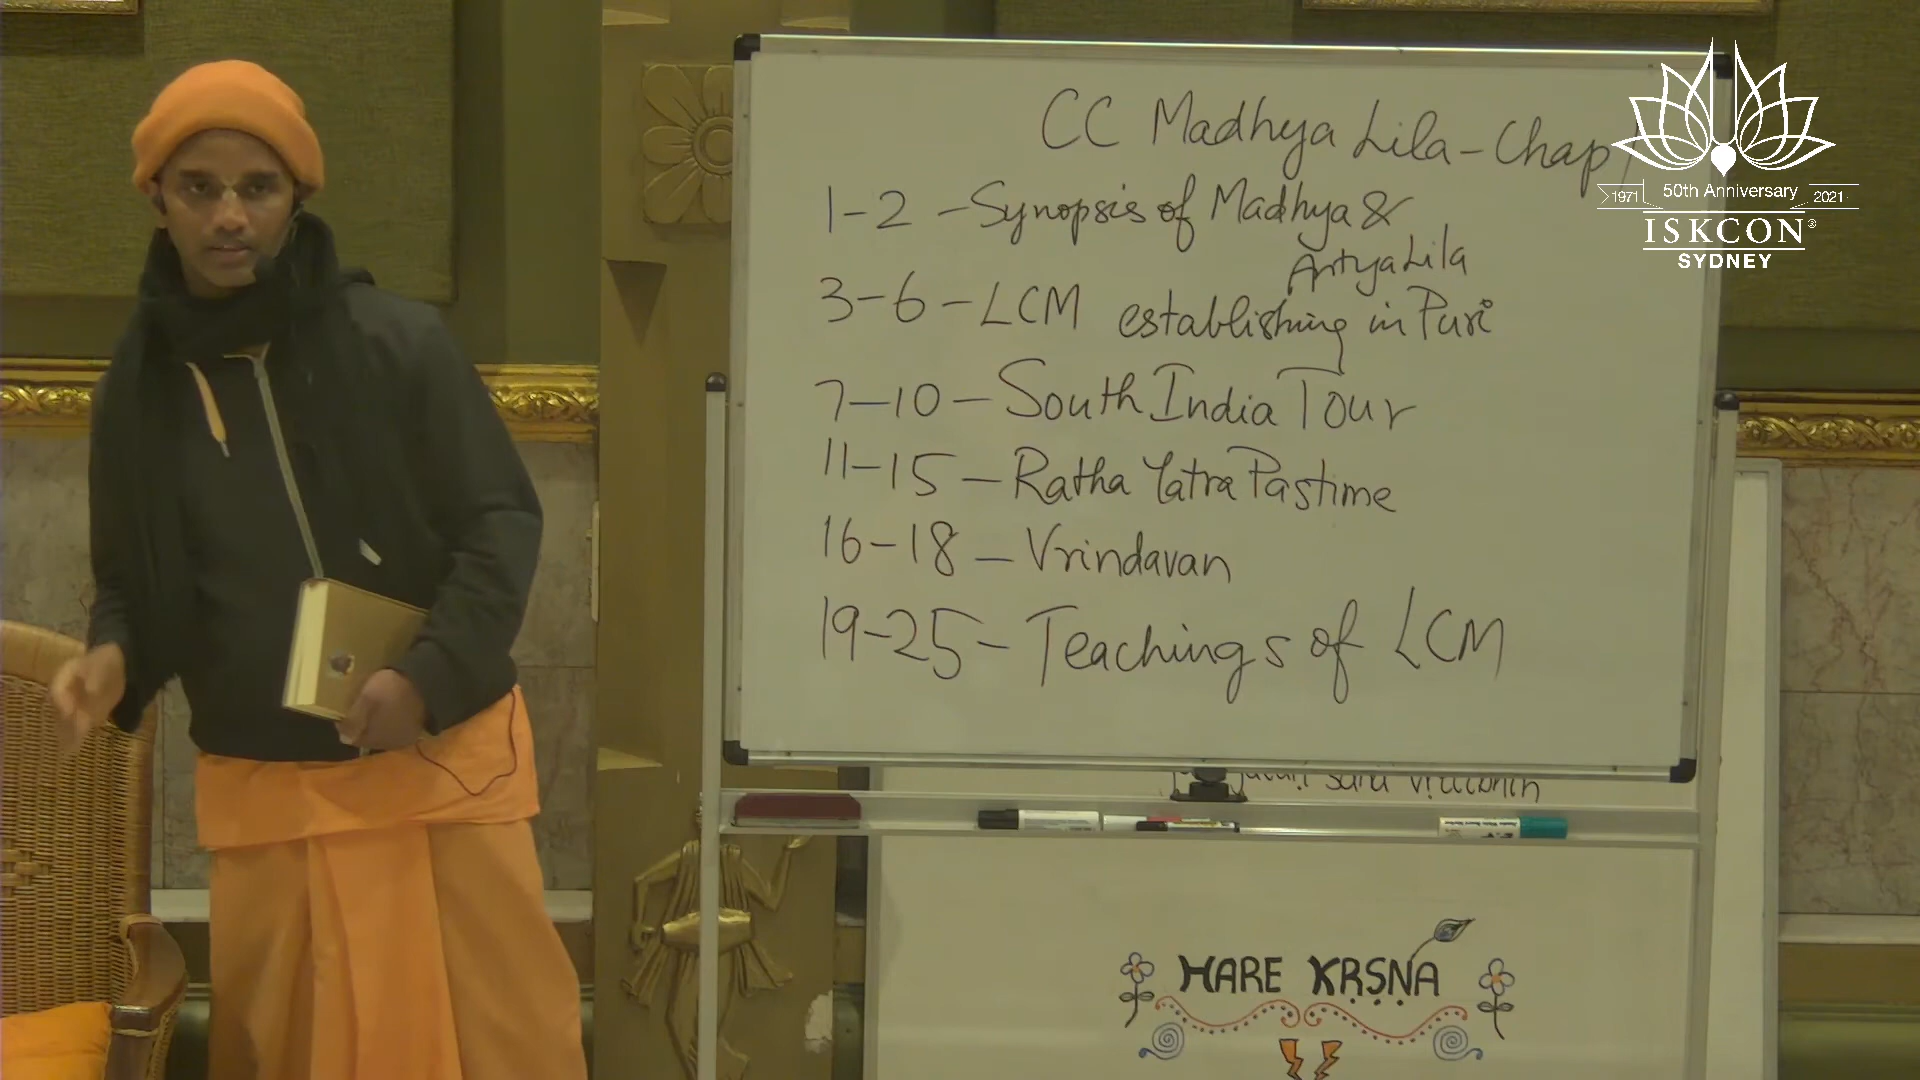 CC Madhya Lila - Chap
1-2 - Synopsis of Madhya &
Antya Lila
3-6 - LCM establishing in Puri
7-10 - South India Tour
11-15 - Ratha Yatra Pastime
16-18 - Vrindavan
19-25 - Teachings of LCM
HARE KṚṢṆA
1971 50th Anniversary 2021
ISKCON®
SYDNEY